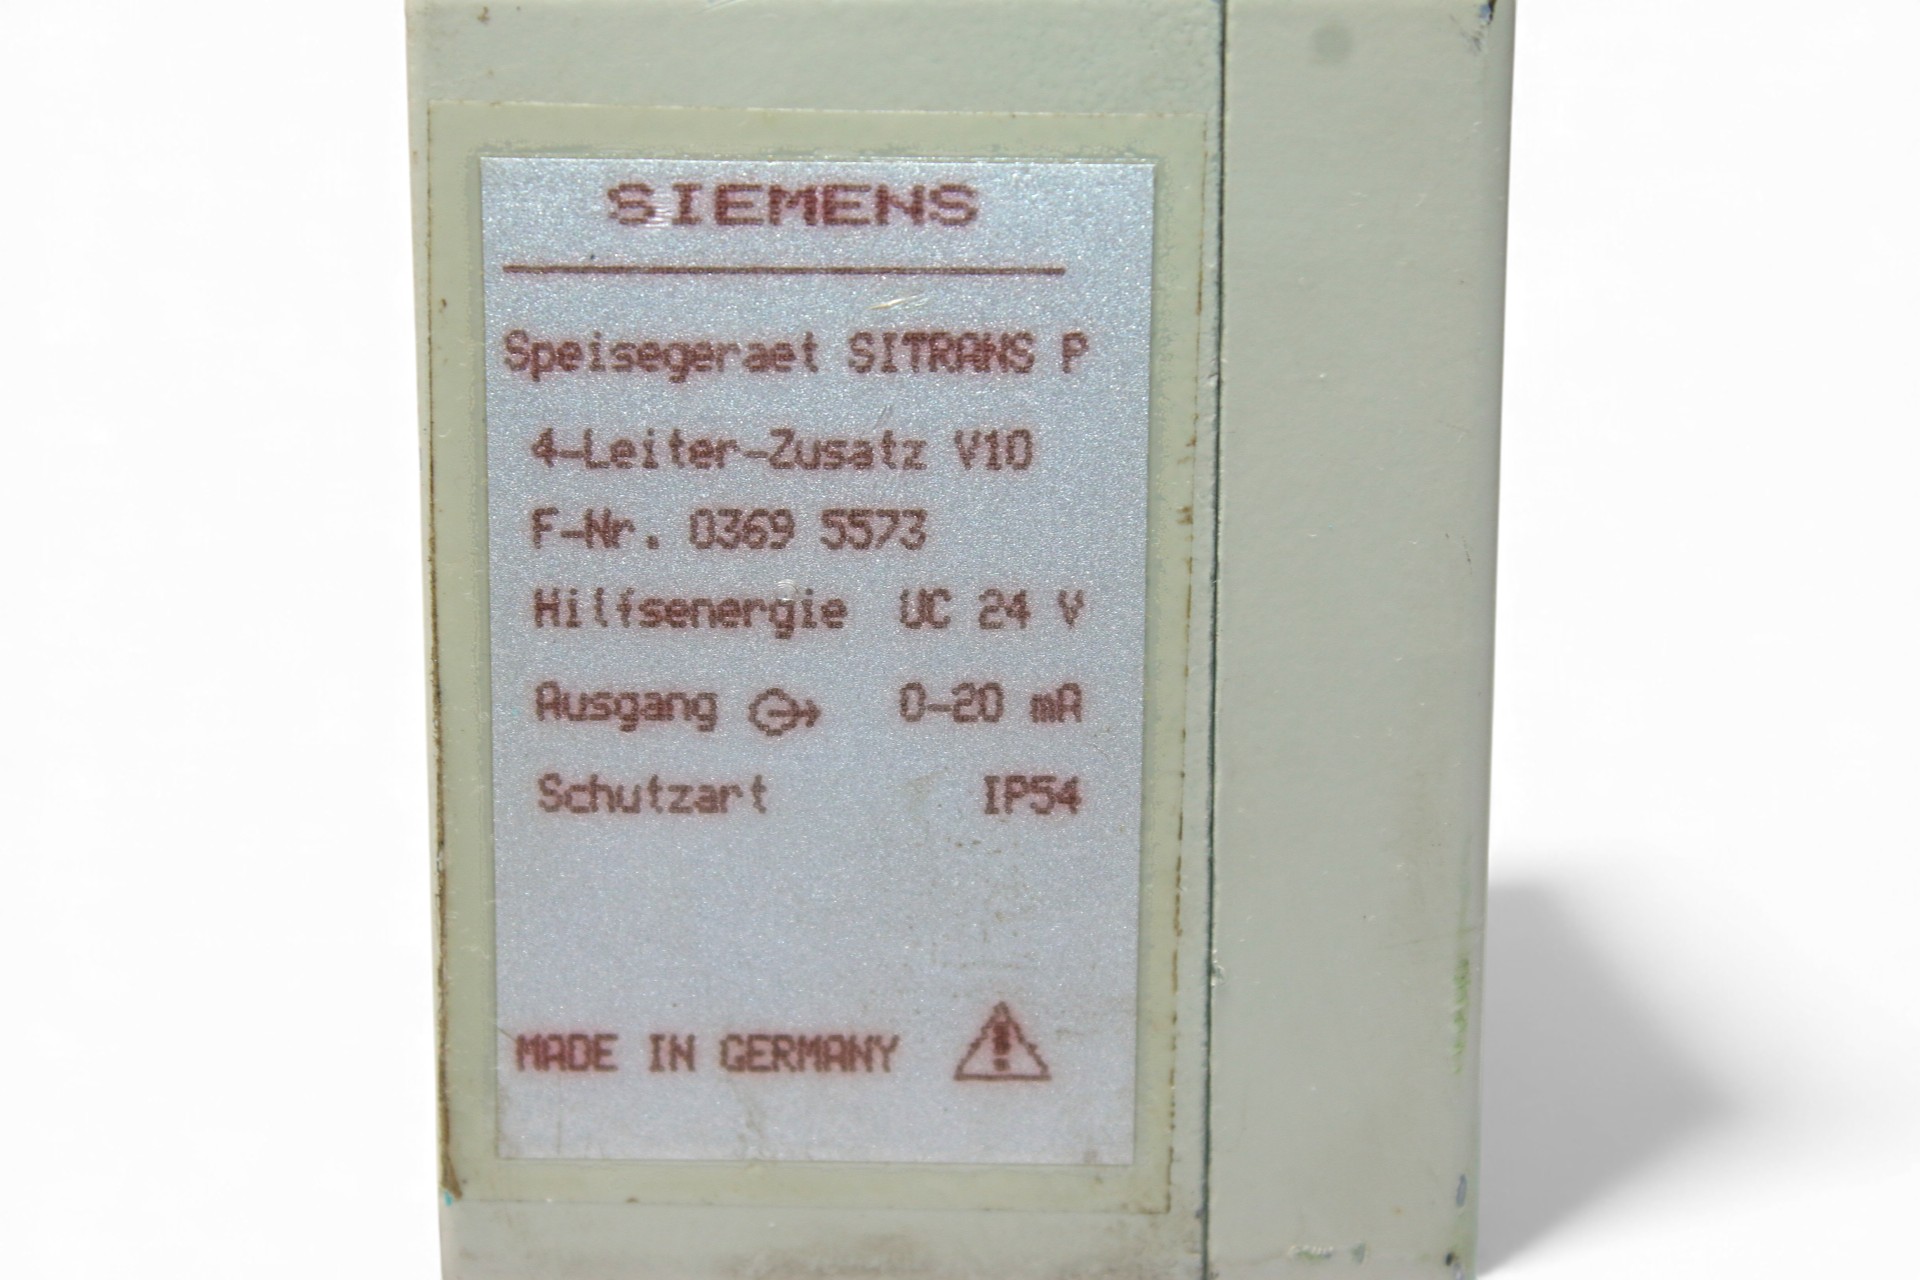 SIEMENS
Speisegeraet SITRANS P
4-Leiter-Zusatz V10
F-Nr. 0369 5573
Hilfsenergie UC 24 V
Ausgang 0-20 mA
Schutzart IP54
MADE IN GERMANY